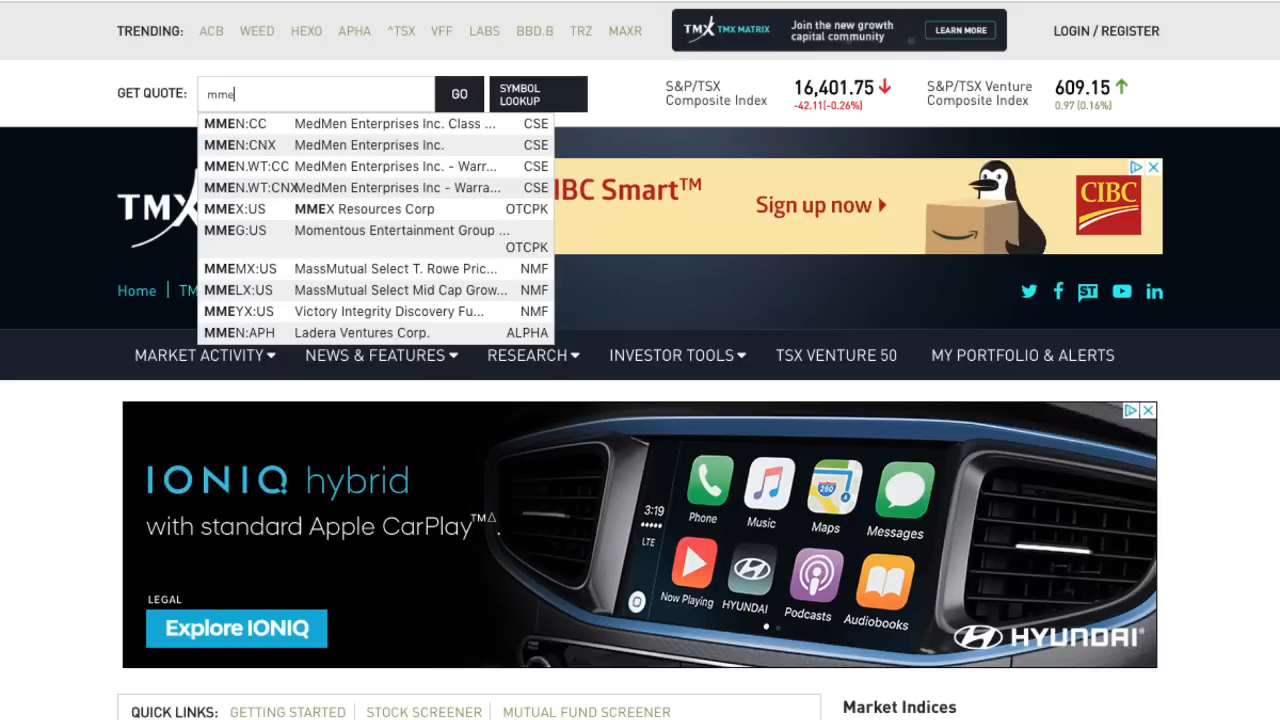 TRENDING: ACB WEED HEXO APHA ^TSX VFF LABS BBD.B TRZ MAXR
TMX TMX MATRIX
Join the new growth
capital community
LEARN MORE
LOGIN / REGISTER
GET QUOTE: mme GO
SYMBOL
LOOKUP
S&P/TSX
Composite Index
16,401.75
-42.11(-0.26%)
S&P/TSX Venture
Composite Index
609.15
0.97 (0.16%)
MMEN:CC MedMen Enterprises Inc. Class ... CSE
MMEN:CNX MedMen Enterprises Inc. CSE
MMEN.WT:CC MedMen Enterprises Inc. - Warr... CSE
MMEN.WT:CNX MedMen Enterprises Inc - Warra... CSE
MMEX:US MMEX Resources Corp OTCPK
MMEG:US Momentous Entertainment Group ...
OTCPK
MMEMX:US MassMutual Select T. Rowe Pric... NMF
MMELX:US MassMutual Select Mid Cap Grow... NMF
MMEYX:US Victory Integrity Discovery Fu... NMF
MMEN:APH Ladera Ventures Corp. ALPHA
TMX
IBC Smart™
Sign up now
CIBC
Home | TM
ST
MARKET ACTIVITY NEWS & FEATURES RESEARCH INVESTOR TOOLS TSX VENTURE 50 MY PORTFOLIO & ALERTS
IONIQ hybrid
with standard Apple CarPlay™Δ.
LEGAL
Explore IONIQ
3:19
LTE
Phone Music Maps Messages
Now Playing HYUNDAI Podcasts Audiobooks
HYUNDAI®
QUICK LINKS: GETTING STARTED | STOCK SCREENER | MUTUAL FUND SCREENER
Market Indices